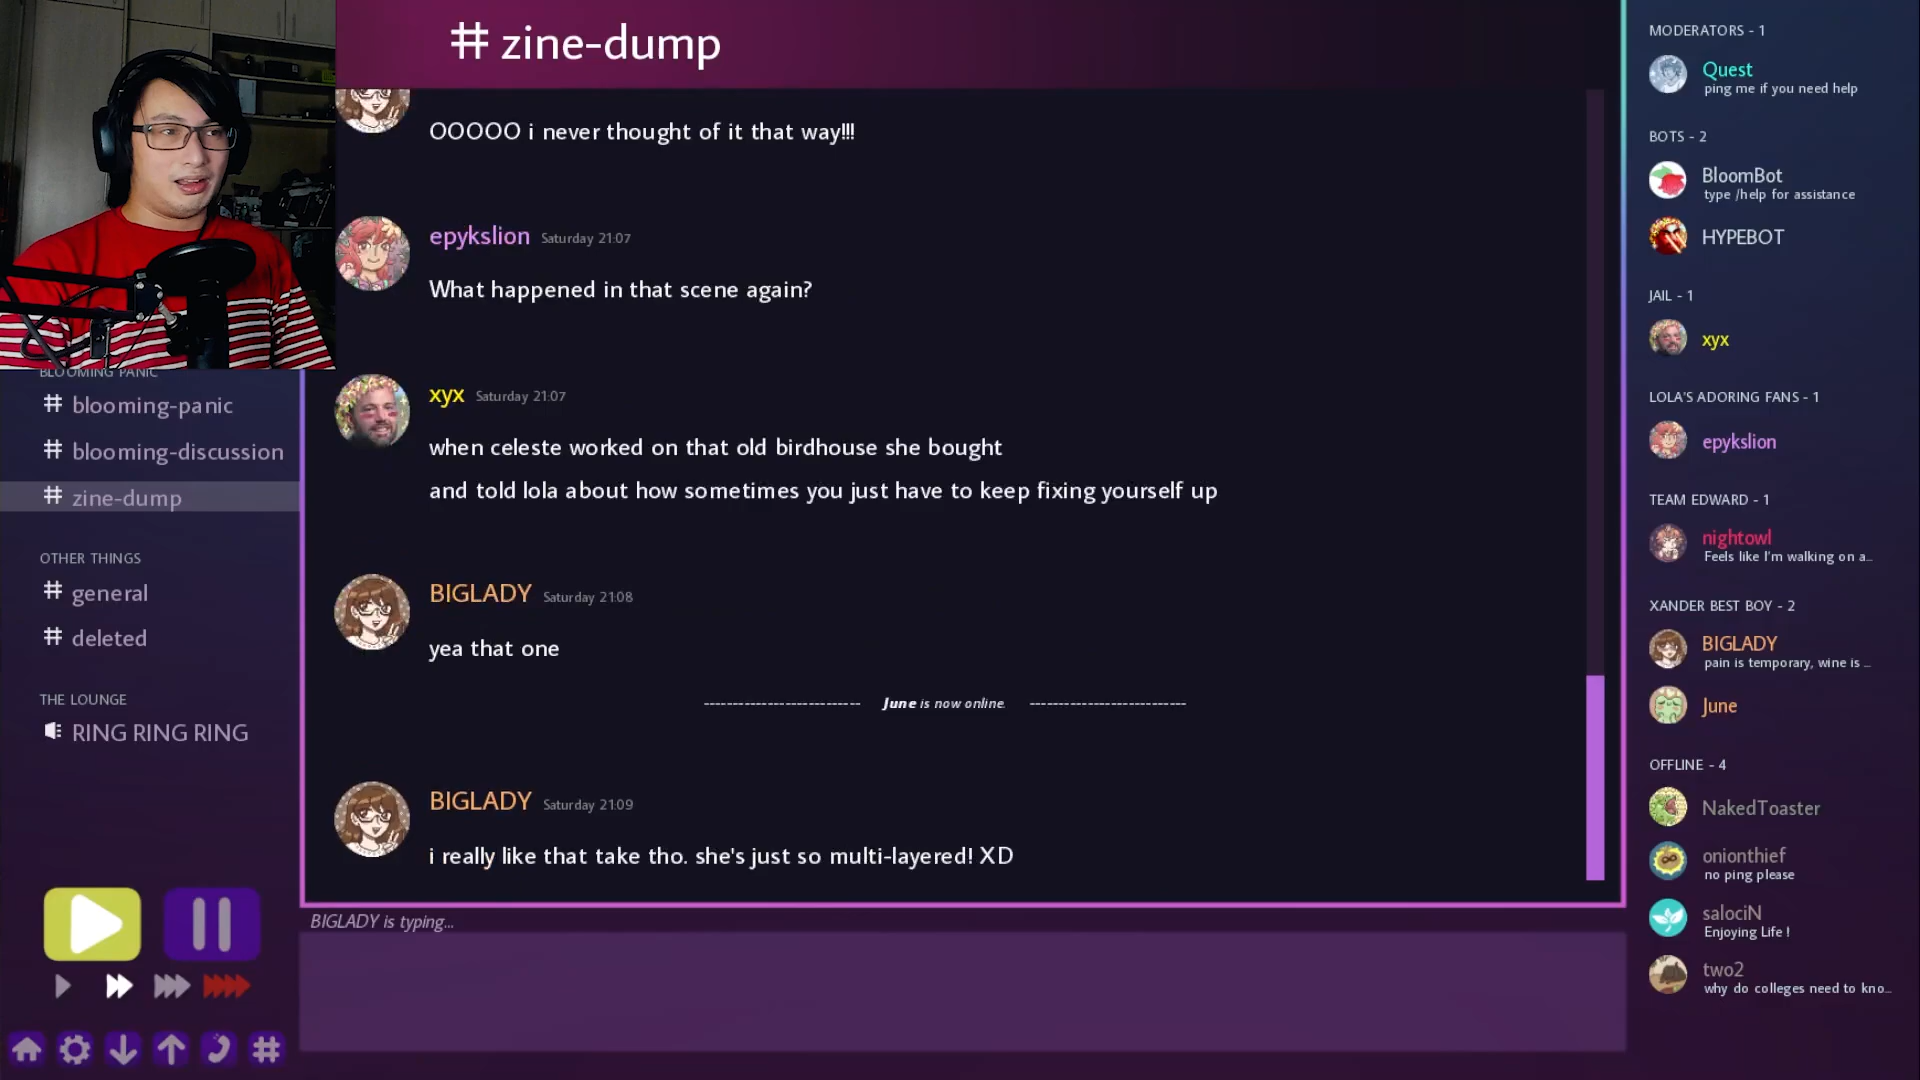 # zine-dump
OOOOO i never thought of it that way!!!
epykslion Saturday 21:07
What happened in that scene again?
xyx Saturday 21:07
when celeste worked on that old birdhouse she bought
and told lola about how sometimes you just have to keep fixing yourself up
BIGLADY Saturday 21:08
yea that one
June is now online.
BIGLADY Saturday 21:09
i really like that take tho. she's just so multi-layered! XD
BIGLADY is typing...
BLOOMING PANIC
# blooming-panic
# blooming-discussion
# zine-dump
OTHER THINGS
# general
# deleted
THE LOUNGE
RING RING RING
MODERATORS - 1
Quest
ping me if you need help
BOTS - 2
BloomBot
type /help for assistance
HYPEBOT
JAIL - 1
xyx
LOLA'S ADORING FANS - 1
epykslion
TEAM EDWARD - 1
nightowl
Feels like I'm walking on a...
XANDER BEST BOY - 2
BIGLADY
pain is temporary, wine is ...
June
OFFLINE - 4
NakedToaster
onionthief
no ping please
salociN
Enjoying Life !
two2
why do colleges need to kno...